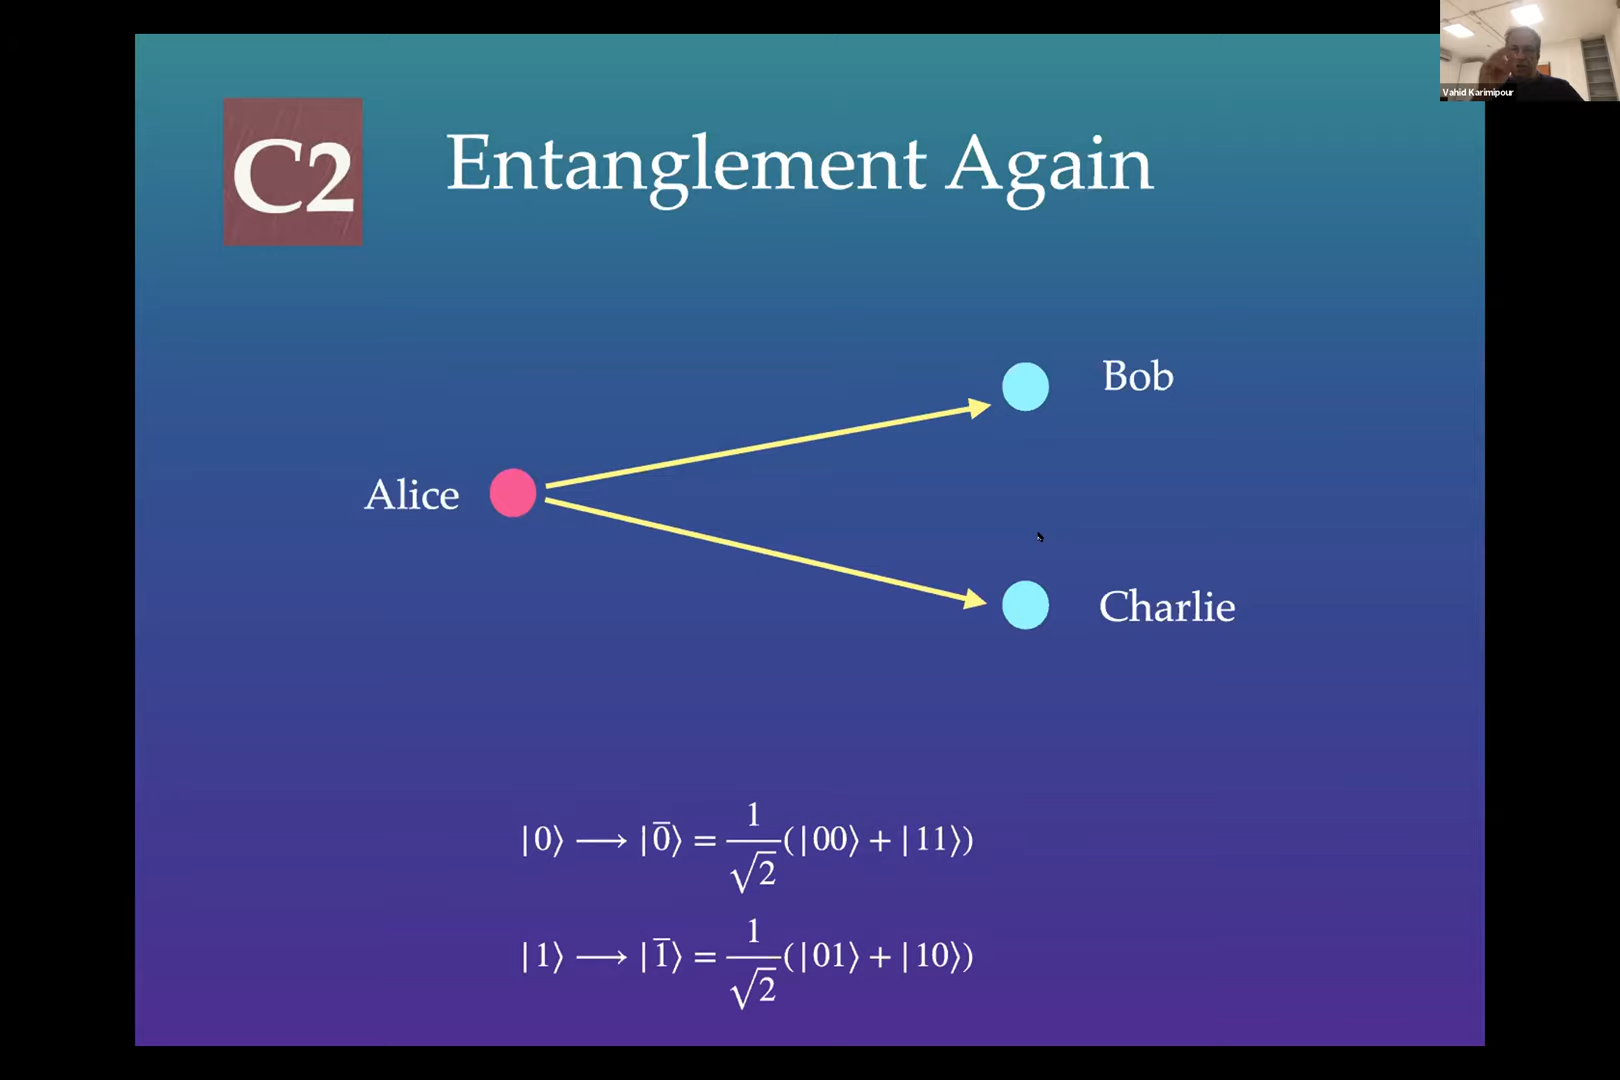 Vahid Karimipour
C2
Entanglement Again
Bob
Alice
Charlie
|0⟩ ⟶ |0̅⟩ = 1/√2 (|00⟩ + |11⟩)
|1⟩ ⟶ |1̅⟩ = 1/√2 (|01⟩ + |10⟩)